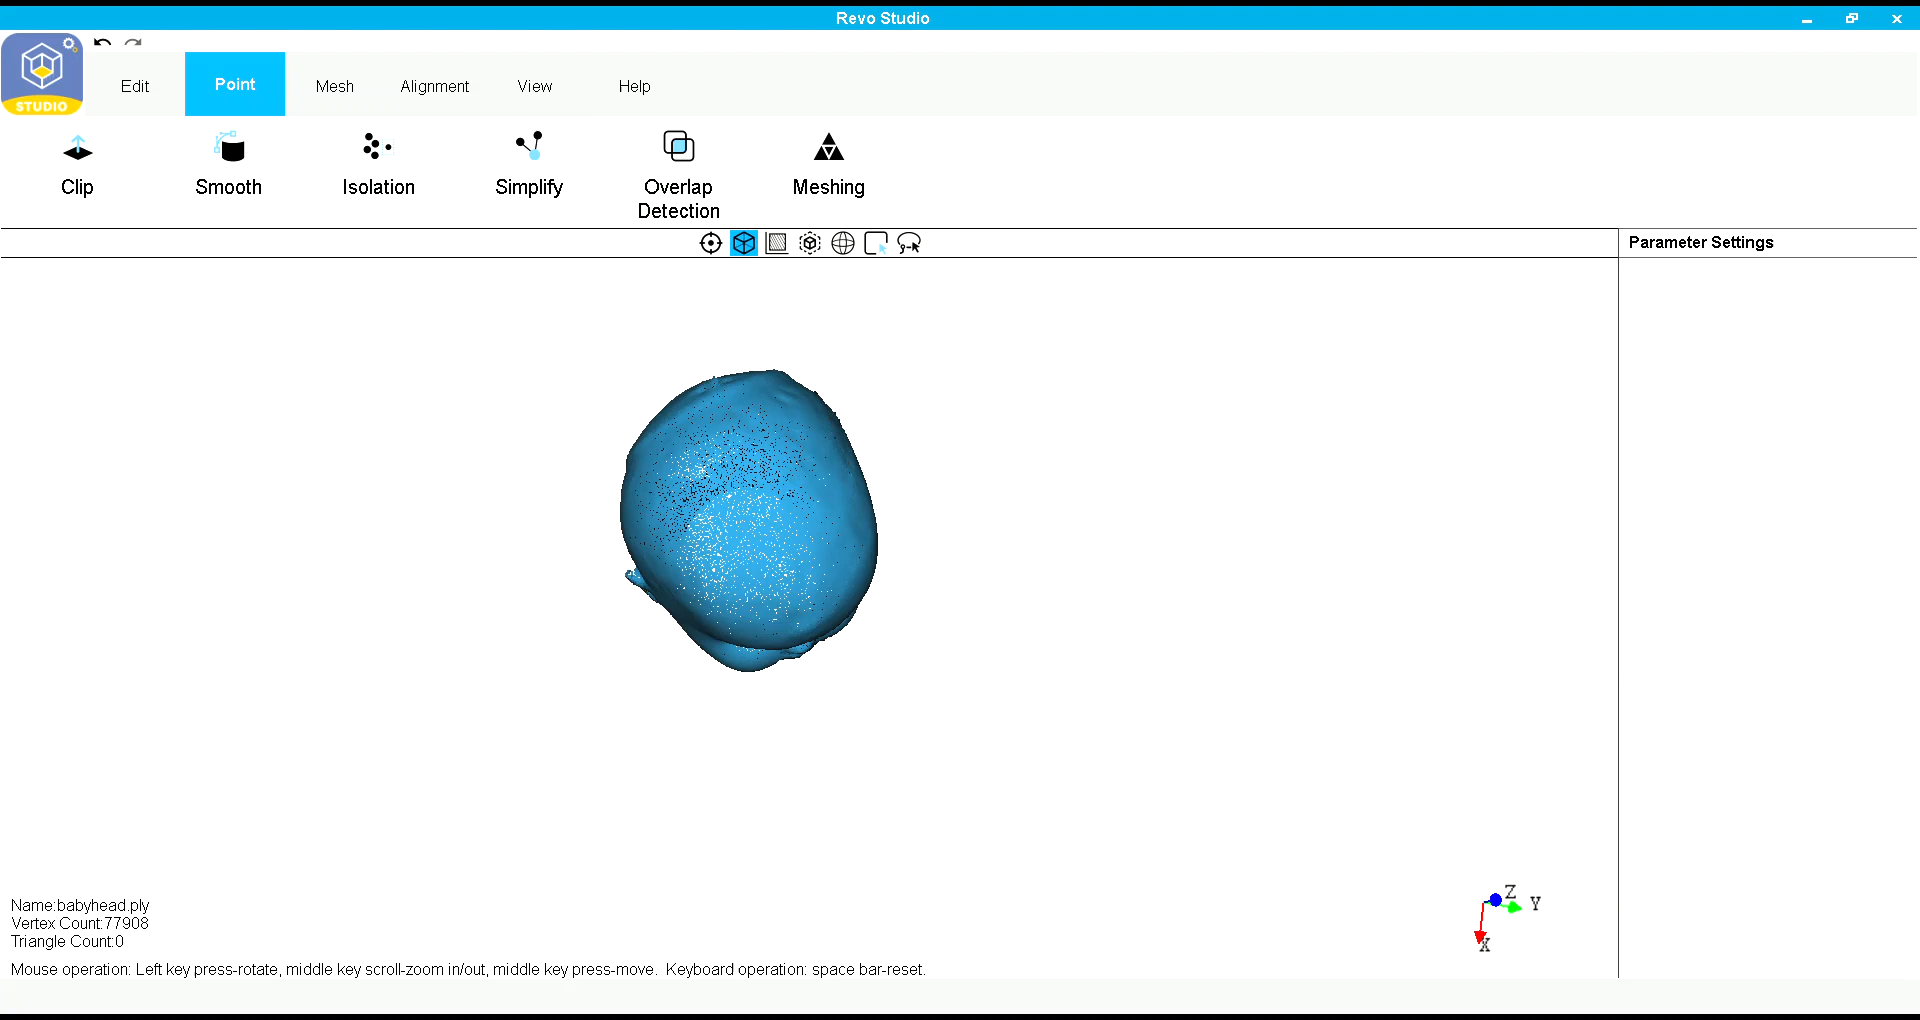 Revo Studio
STUDIO
Edit Point Mesh Alignment View Help
Clip Smooth Isolation Simplify Overlap Detection Meshing
Parameter Settings
Name:babyhead.ply
Vertex Count:77908
Triangle Count:0
Z
Y
X
Mouse operation: Left key press-rotate, middle key scroll-zoom in/out, middle key press-move. Keyboard operation: space bar-reset.